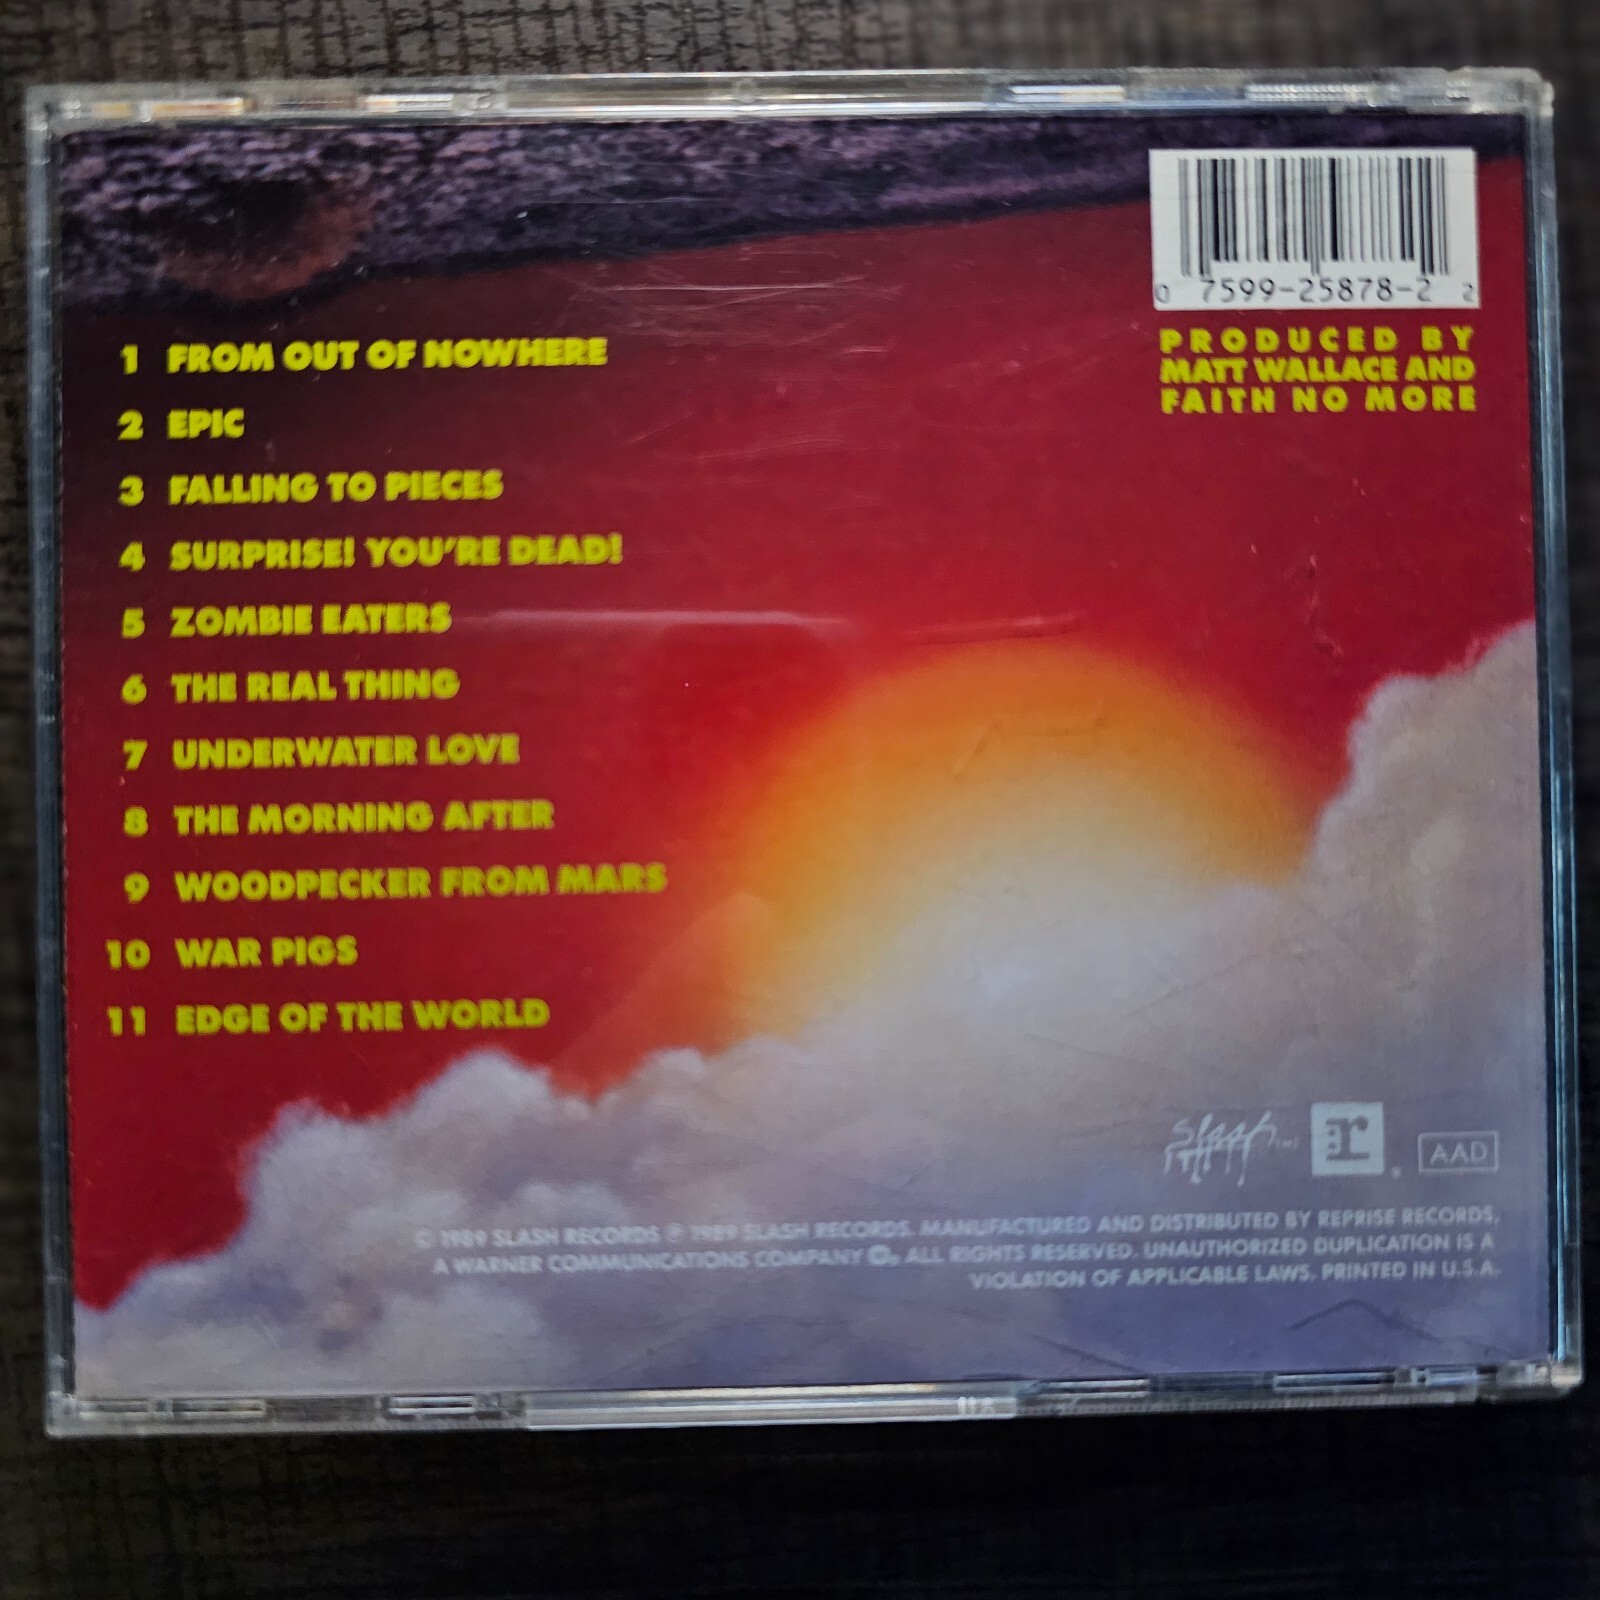 0 7599-25878-2 2
PRODUCED BY
MATT WALLACE AND
FAITH NO MORE
1 FROM OUT OF NOWHERE
2 EPIC
3 FALLING TO PIECES
4 SURPRISE! YOU'RE DEAD!
5 ZOMBIE EATERS
6 THE REAL THING
7 UNDERWATER LOVE
8 THE MORNING AFTER
9 WOODPECKER FROM MARS
10 WAR PIGS
11 EDGE OF THE WORLD
Slash
r
AAD
© 1989 SLASH RECORDS ℗ 1989 SLASH RECORDS. MANUFACTURED AND DISTRIBUTED BY REPRISE RECORDS,
A WARNER COMMUNICATIONS COMPANY. ALL RIGHTS RESERVED. UNAUTHORIZED DUPLICATION IS A
VIOLATION OF APPLICABLE LAWS. PRINTED IN U.S.A.